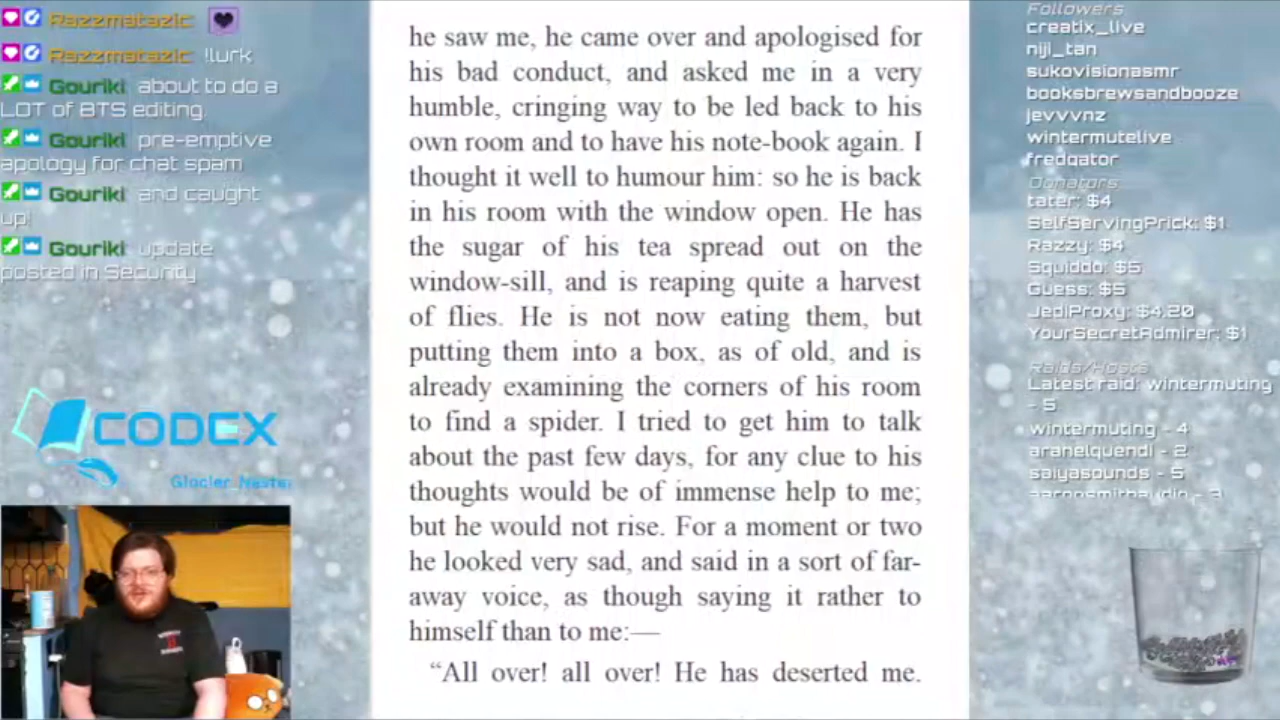 Razzmatazic
Razzmatazic !lurk
Gouriki about to do a
LOT of BTS editing.
Gouriki pre-emptive
apology for chat spam
Gouriki and caught
up!
Gouriki update
posted in Security
CODEX
he saw me, he came over and apologised for
his bad conduct, and asked me in a very
humble, cringing way to be led back to his
own room and to have his note-book again. I
thought it well to humour him: so he is back
in his room with the window open. He has
the sugar of his tea spread out on the
window-sill, and is reaping quite a harvest
of flies. He is not now eating them, but
putting them into a box, as of old, and is
already examining the corners of his room
to find a spider. I tried to get him to talk
about the past few days, for any clue to his
thoughts would be of immense help to me;
but he would not rise. For a moment or two
he looked very sad, and said in a sort of far-
away voice, as though saying it rather to
himself than to me:—
“All over! all over! He has deserted me.
Followers
creatix_live
niji_tan
sukovisionasmr
booksbrewsandbooze
jevvvnz
wintermutelive
fredgator
Donators
tater: $4
SelfServingPrick: $1
Razzy: $4
Squiddo: $5
Guess: $5
JediProxy: $4.20
YourSecretAdmirer: $1
Raids/Hosts
Latest raid: wintermuting
- 5
wintermuting - 4
arahelquendi - 2
saiyasounds - 5